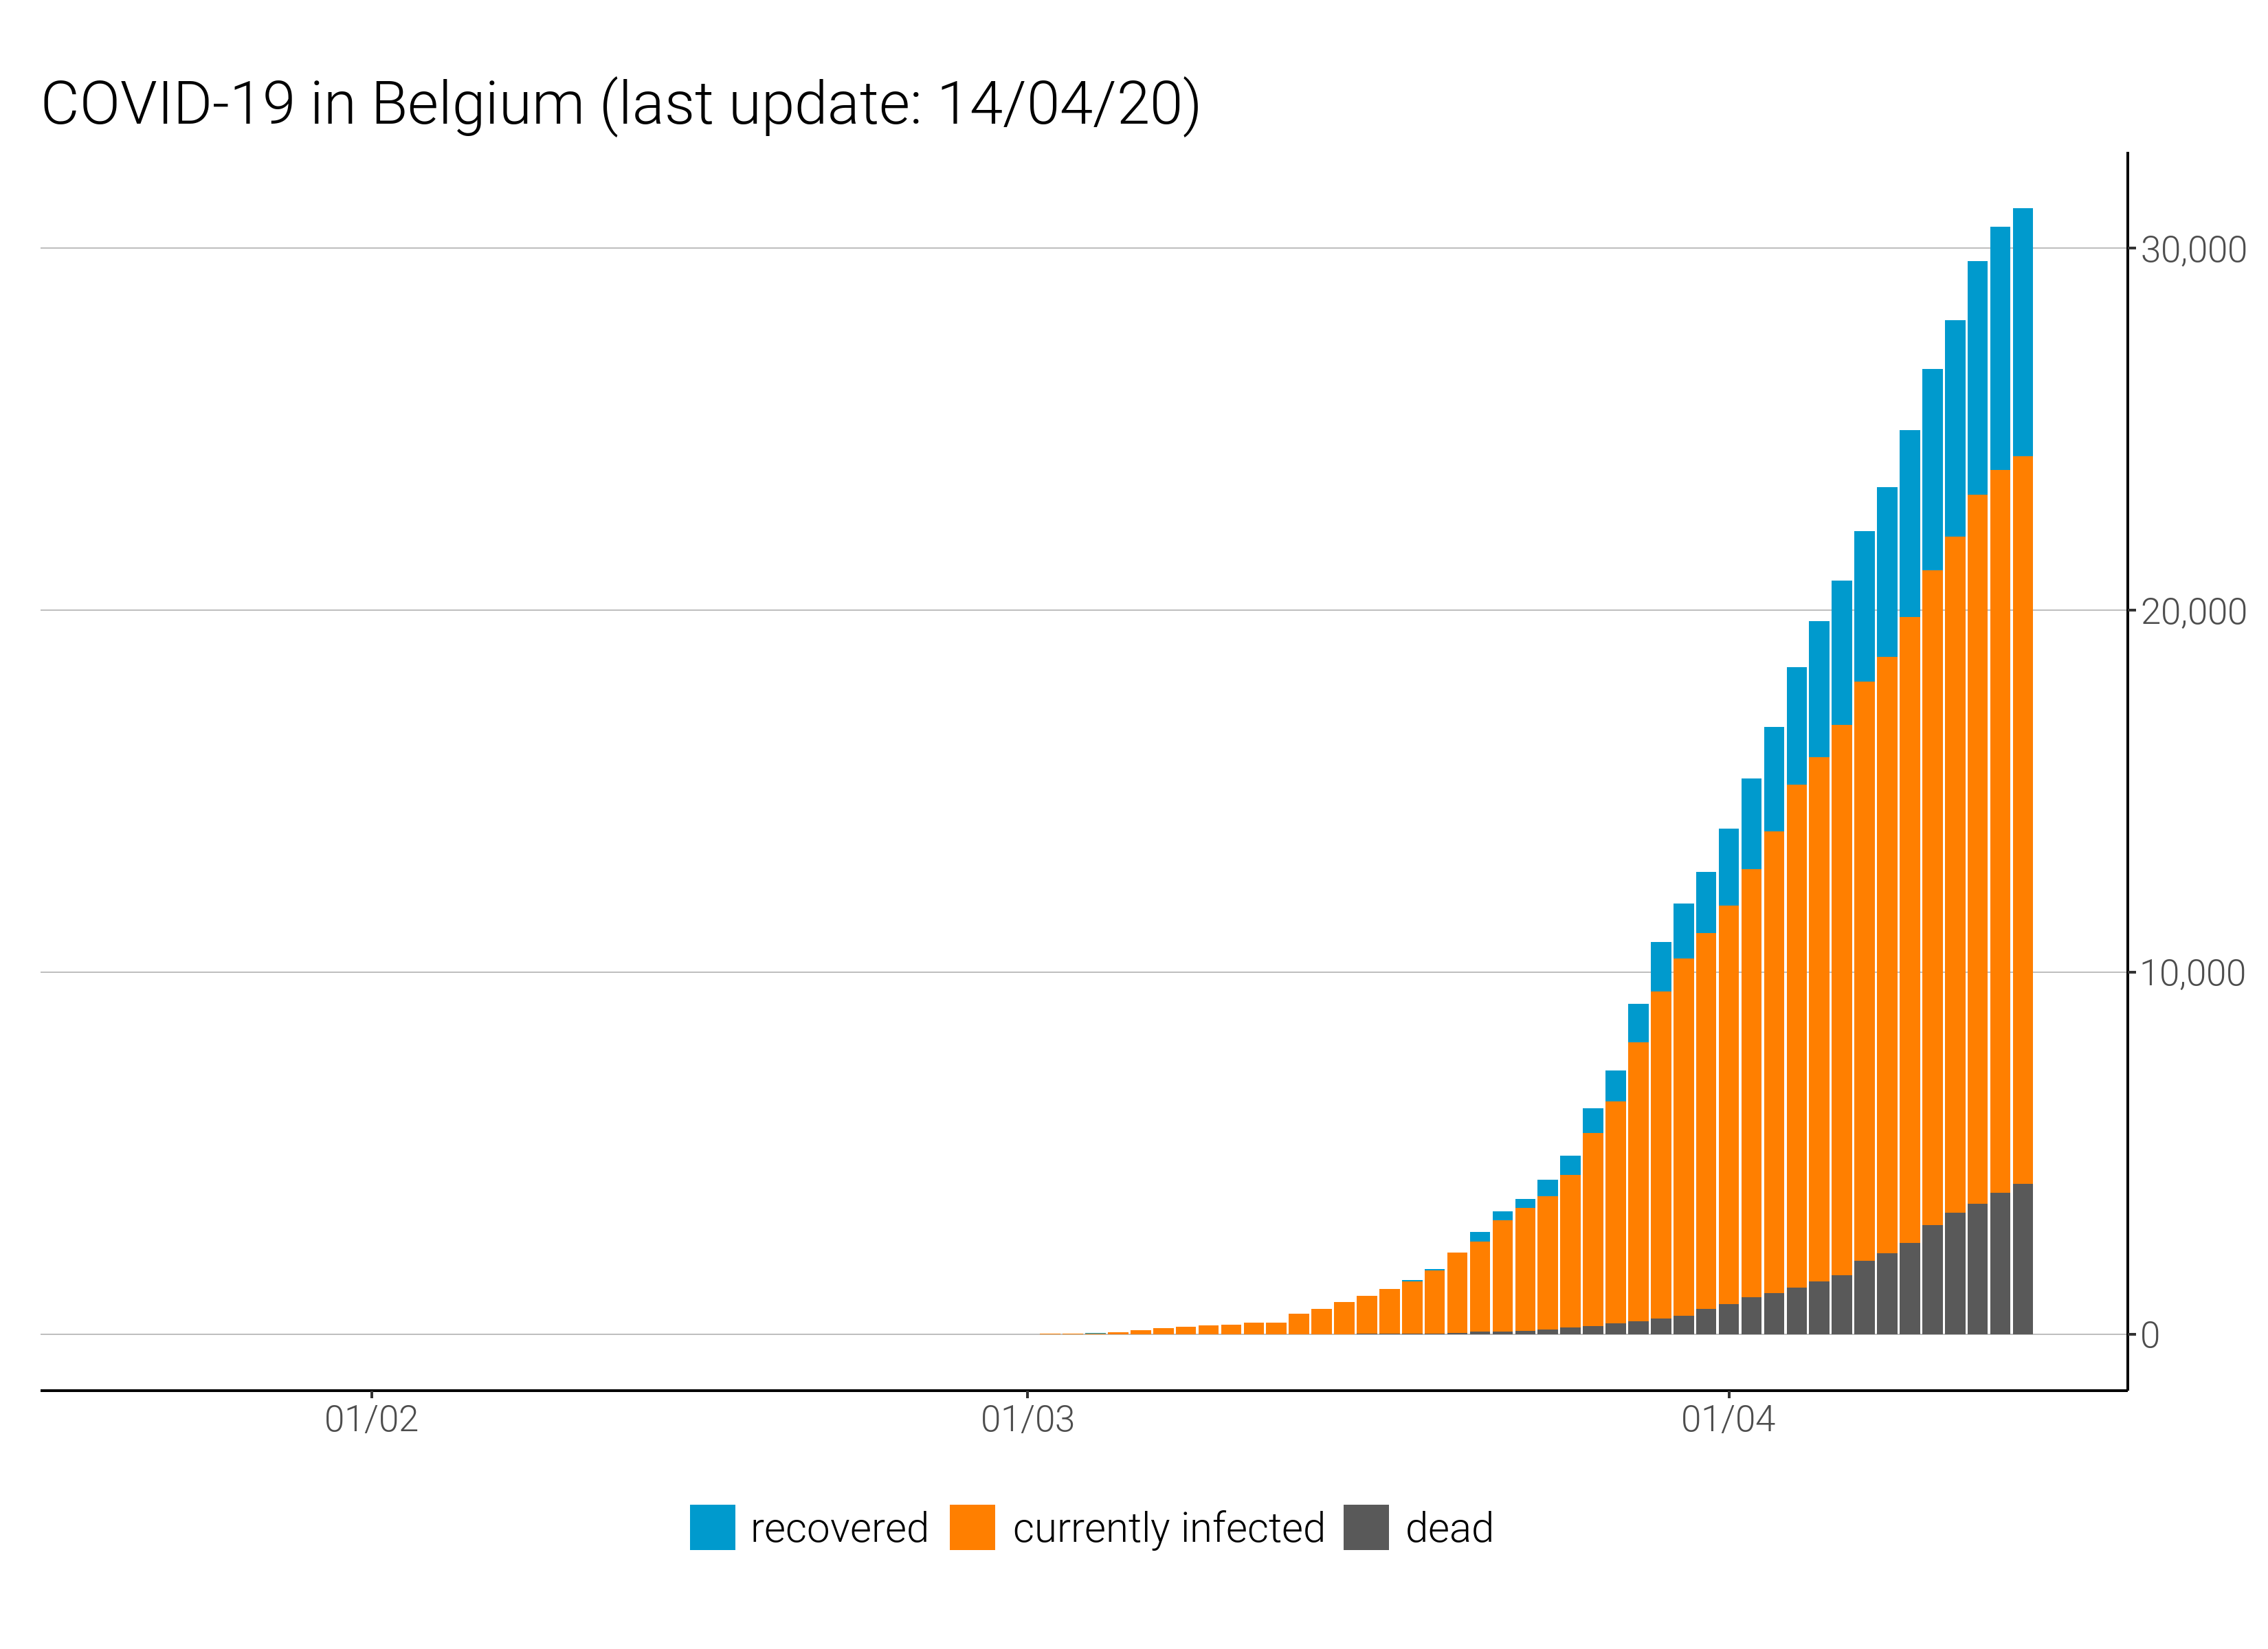 COVID-19 in Belgium (last update: 14/04/20)
30,000
20,000
10,000
0
01/02 01/03 01/04
recovered currently infected dead